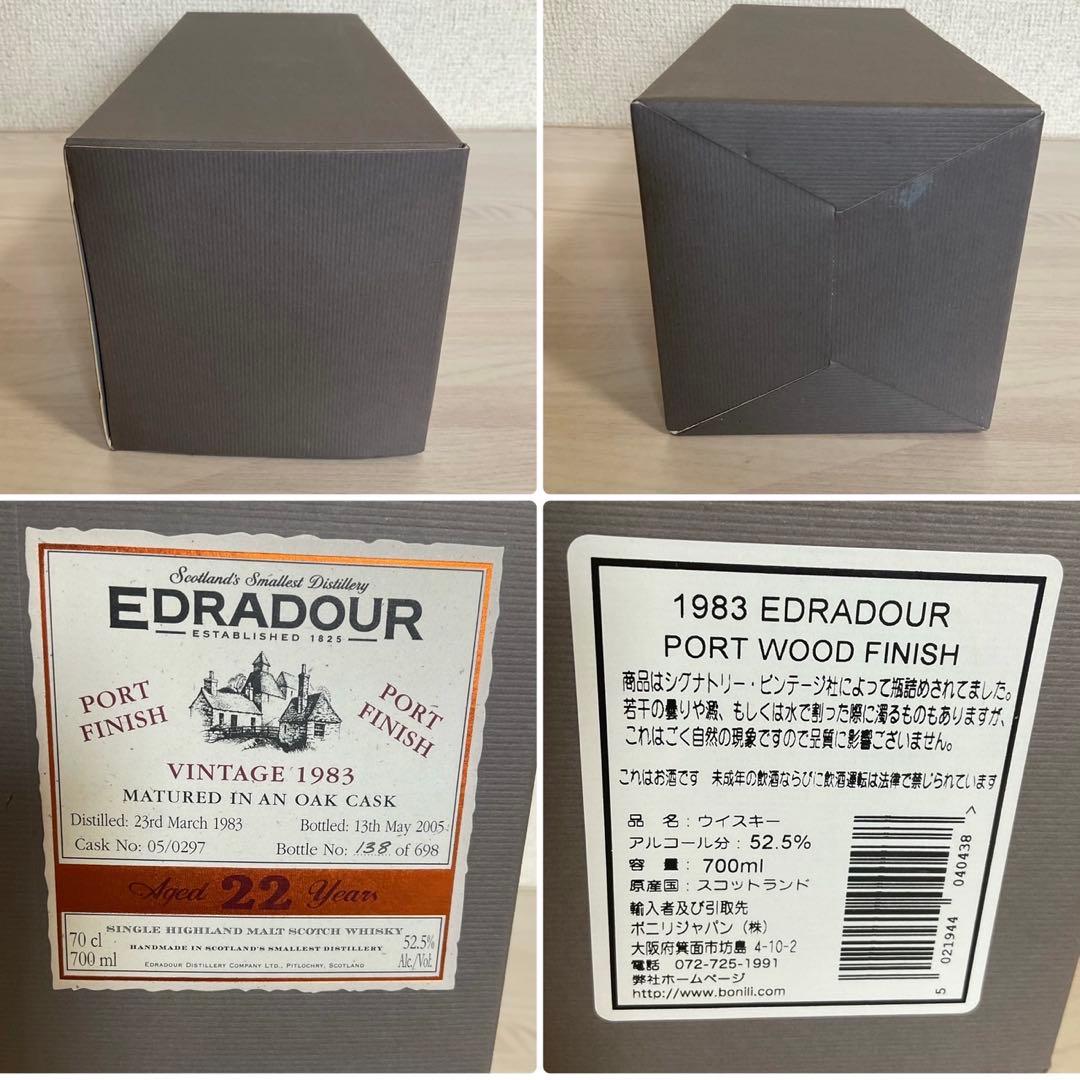 Scotland's Smallest Distillery
EDRADOUR
ESTABLISHED 1825
PORT FINISH
PORT FINISH
VINTAGE 1983
MATURED IN AN OAK CASK
Distilled: 23rd March 1983 Bottled: 13th May 2005
Cask No: 05/0297 Bottle No: 138 of 698
Aged 22 Years
SINGLE HIGHLAND MALT SCOTCH WHISKY
70 cl
700 ml
HANDMADE IN SCOTLAND'S SMALLEST DISTILLERY
52.5%
Alc./Vol.
EDRADOUR DISTILLERY COMPANY LTD., PITLOCHRY, SCOTLAND
1983 EDRADOUR
PORT WOOD FINISH
商品はシグナトリー・ビンテージ社によって瓶詰めされてました。
若干の曇りや澱、もしくは水で割った際に濁るものもありますが、
これはごく自然の現象ですので品質に影響ございません。
これはお酒です 未成年の飲酒ならびに飲酒運転は法律で禁じられています
品 名：ウイスキー
アルコール分：52.5%
容 量：700ml
原産国：スコットランド
輸入者及び引取先
ボニリジャパン（株）
大阪府箕面市坊島 4-10-2
電話 072-725-1991
弊社ホームページ
http://www.bonili.com
5 021944 040438 >